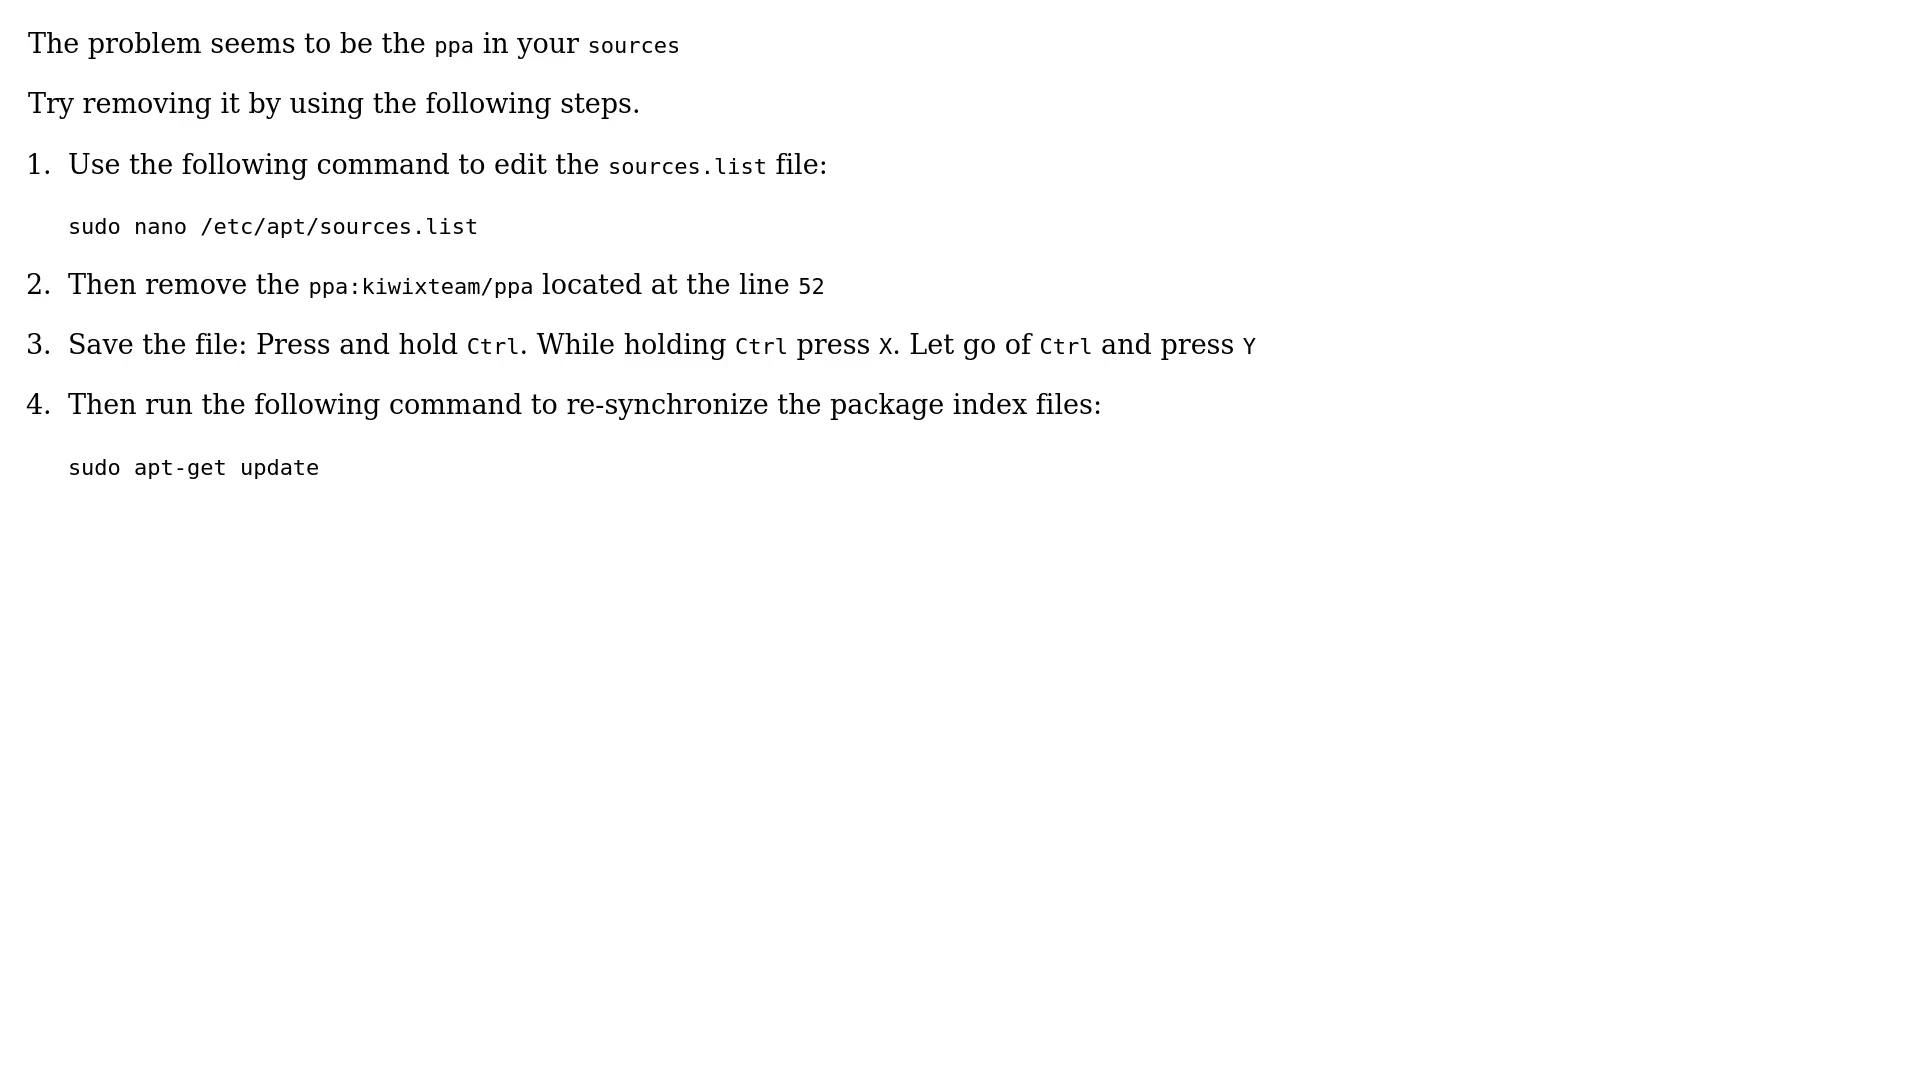 The problem seems to be the ppa in your sources
Try removing it by using the following steps.
1. Use the following command to edit the sources.list file:
sudo nano /etc/apt/sources.list
2. Then remove the ppa:kiwixteam/ppa located at the line 52
3. Save the file: Press and hold Ctrl. While holding Ctrl press X. Let go of Ctrl and press Y
4. Then run the following command to re-synchronize the package index files:
sudo apt-get update